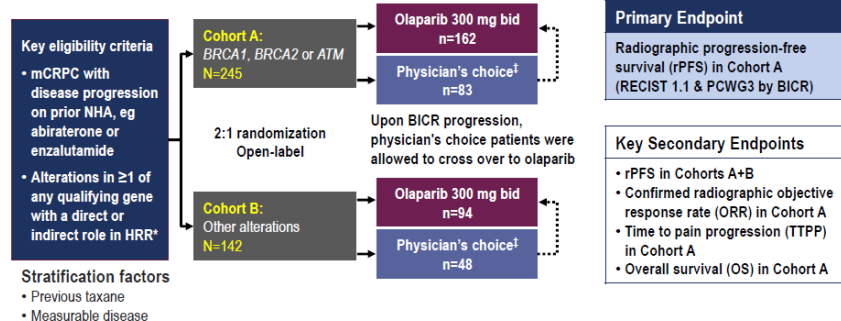 Key eligibility criteria
• mCRPC with
disease progression
on prior NHA, eg
abiraterone or
enzalutamide
• Alterations in ≥1 of
any qualifying gene
with a direct or
indirect role in HRR*
Stratification factors
• Previous taxane
• Measurable disease
Cohort A:
BRCA1, BRCA2 or ATM
N=245
2:1 randomization
Open-label
Cohort B:
Other alterations
N=142
Olaparib 300 mg bid
n=162
Physician's choice‡
n=83
Upon BICR progression,
physician's choice patients were
allowed to cross over to olaparib
Olaparib 300 mg bid
n=94
Physician's choice‡
n=48
Primary Endpoint
Radiographic progression-free
survival (rPFS) in Cohort A
(RECIST 1.1 & PCWG3 by BICR)
Key Secondary Endpoints
• rPFS in Cohorts A+B
• Confirmed radiographic objective
response rate (ORR) in Cohort A
• Time to pain progression (TTPP)
in Cohort A
• Overall survival (OS) in Cohort A